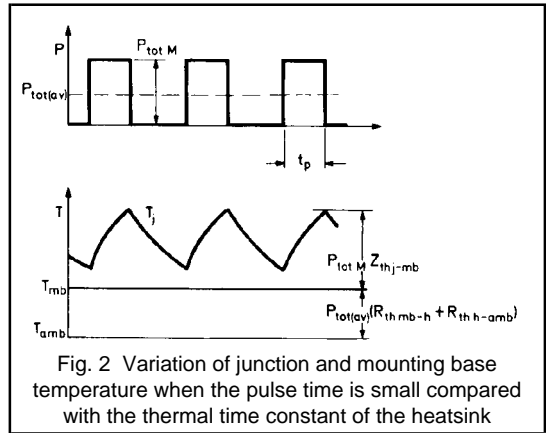 P
P tot M
P tot(av)
t p
T
T j
P tot M Z th j-mb
T mb
P tot(av) (R th mb-h + R th h-amb)
T amb
Fig. 2 Variation of junction and mounting base
temperature when the pulse time is small compared
with the thermal time constant of the heatsink